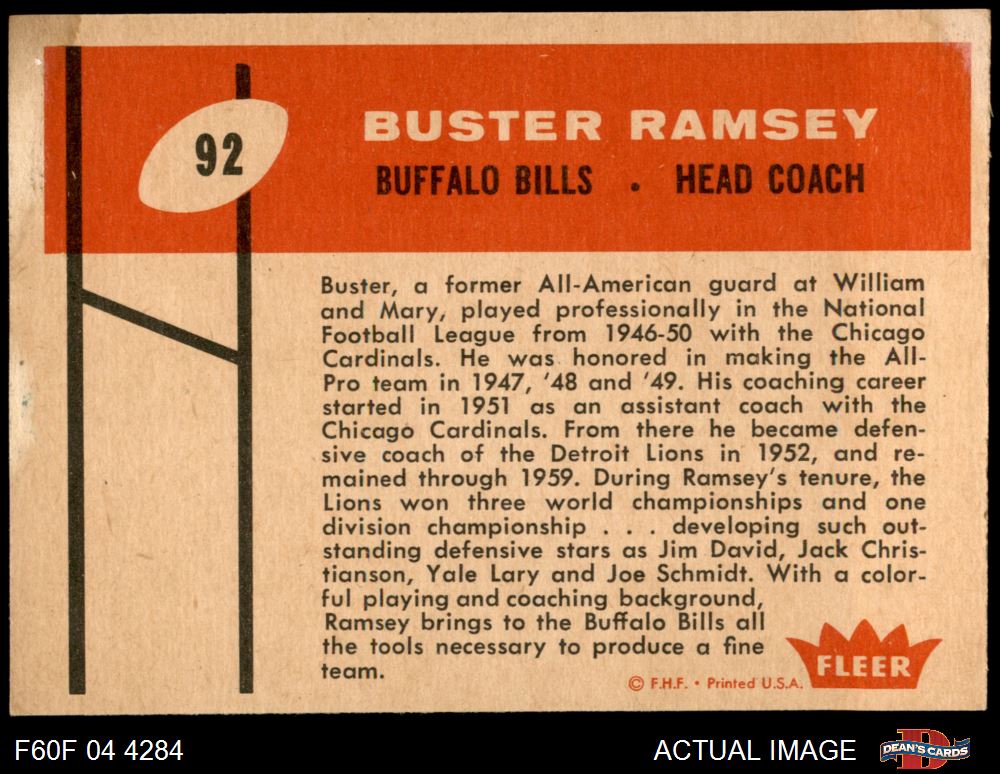 92
BUSTER RAMSEY
BUFFALO BILLS . HEAD COACH
Buster, a former All-American guard at William
and Mary, played professionally in the National
Football League from 1946-50 with the Chicago
Cardinals. He was honored in making the All-
Pro team in 1947, '48 and '49. His coaching career
started in 1951 as an assistant coach with the
Chicago Cardinals. From there he became defen-
sive coach of the Detroit Lions in 1952, and re-
mained through 1959. During Ramsey's tenure, the
Lions won three world championships and one
division championship . . . developing such out-
standing defensive stars as Jim David, Jack Chris-
tianson, Yale Lary and Joe Schmidt. With a color-
ful playing and coaching background,
Ramsey brings to the Buffalo Bills all
the tools necessary to produce a fine
team.
FLEER
© F.H.F. • Printed U.S.A.
F60F 04 4284
ACTUAL IMAGE
D
DEAN'S CARDS